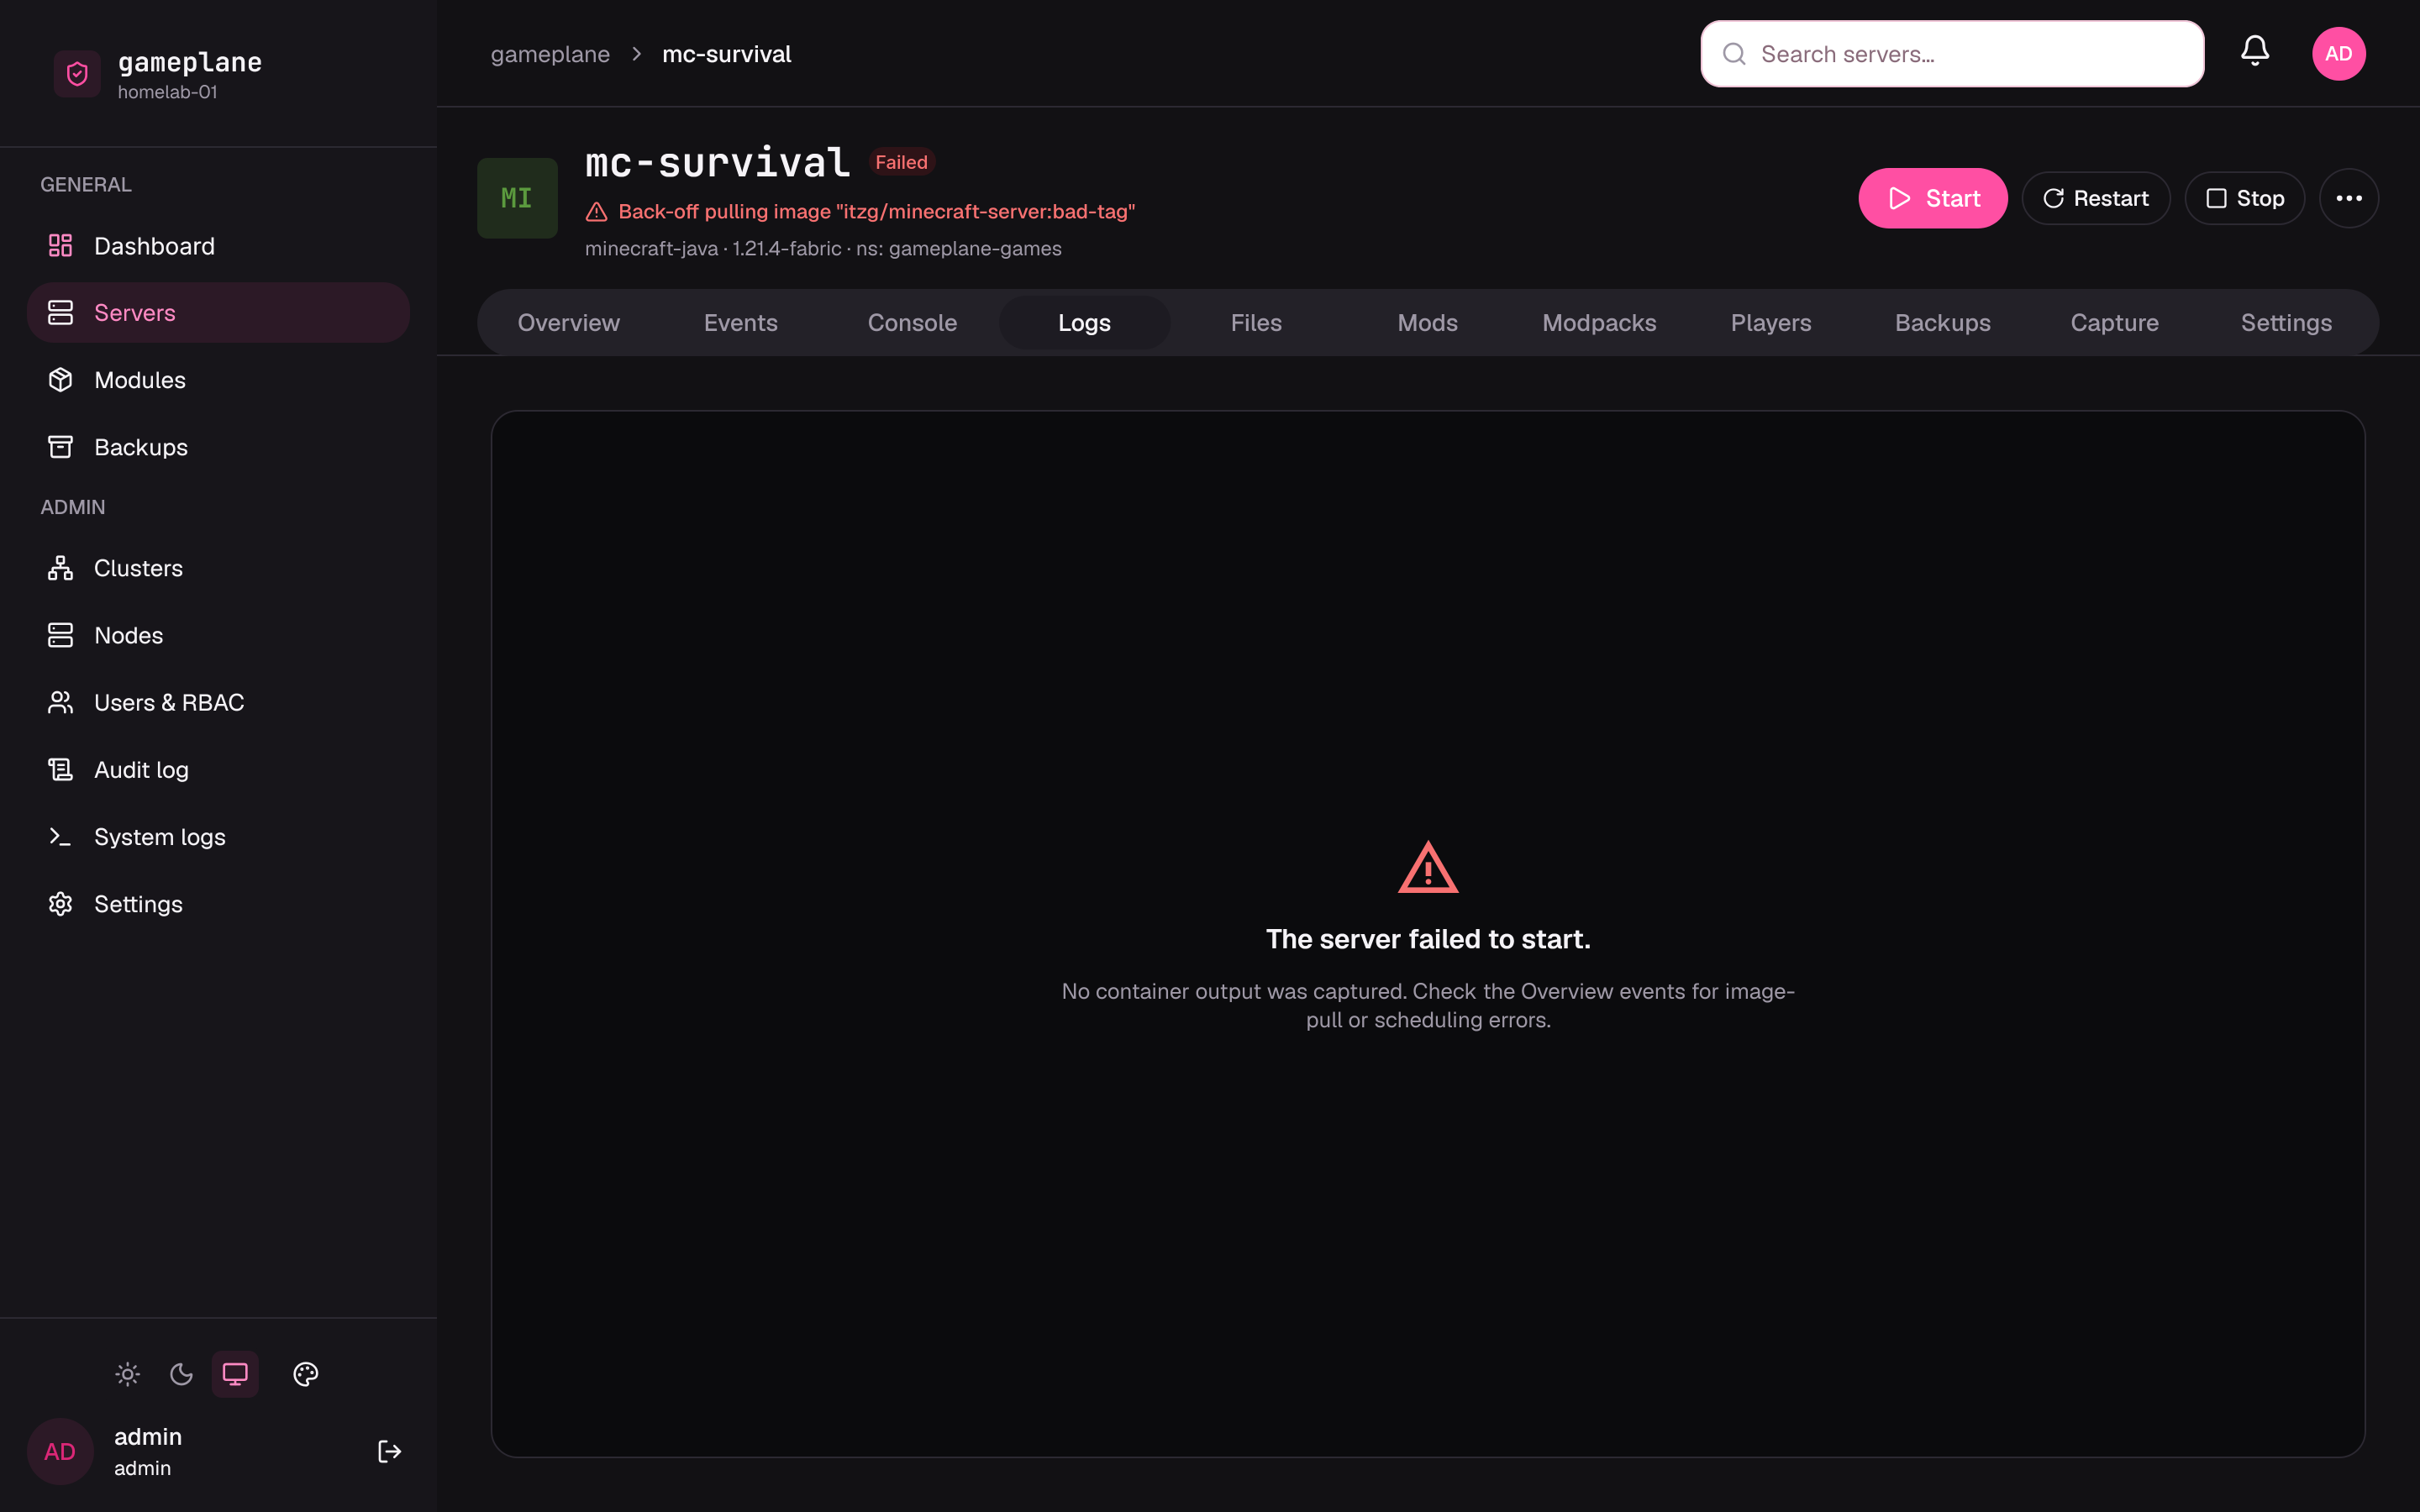 gameplane
homelab-01
GENERAL
Dashboard
Servers
Modules
Backups
ADMIN
Clusters
Nodes
Users & RBAC
Audit log
System logs
Settings
AD
admin
admin
gameplane > mc-survival
Search servers...
AD
MI
mc-survival
Failed
Back-off pulling image "itzg/minecraft-server:bad-tag"
minecraft-java · 1.21.4-fabric · ns: gameplane-games
Start
Restart
Stop
Overview
Events
Console
Logs
Files
Mods
Modpacks
Players
Backups
Capture
Settings
The server failed to start.
No container output was captured. Check the Overview events for image-
pull or scheduling errors.